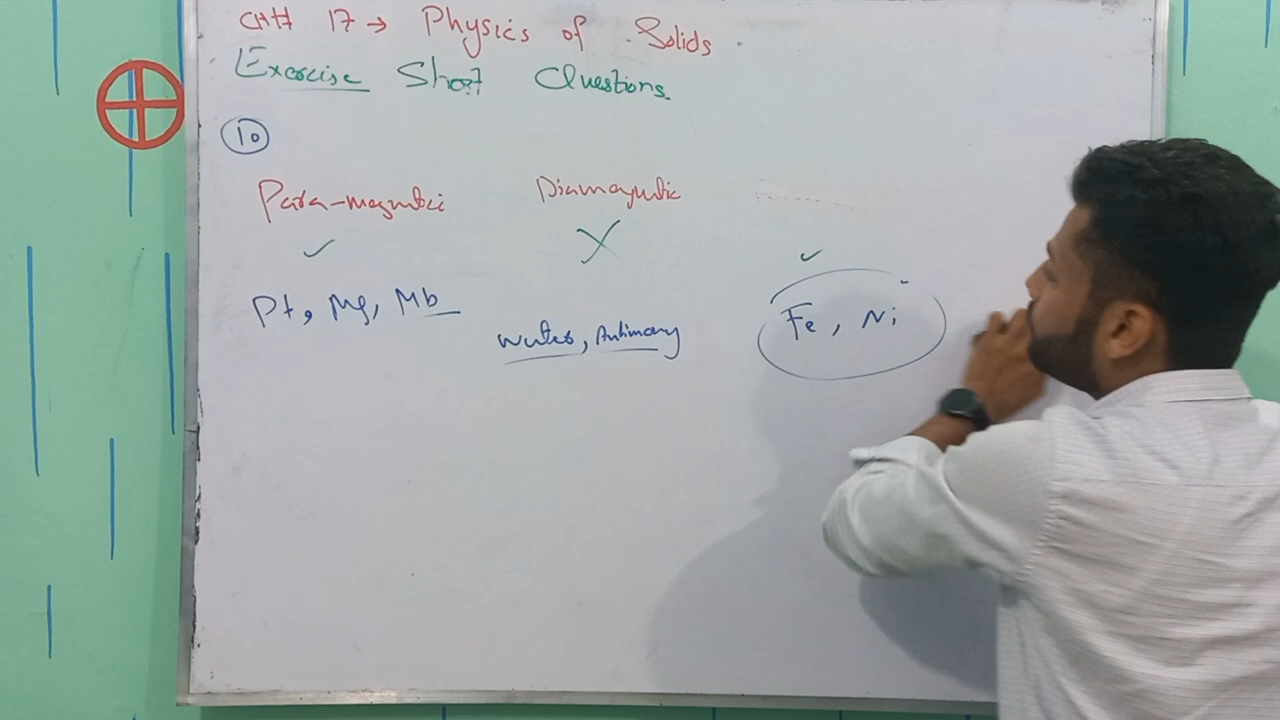 CH# 17 → Physics of Solids
Exercise Short Questions.
10
Para-magnetic Diamagnetic
✓ X ✓
Pt, Mg, Mb
Water, Antimony
Fe, Ni